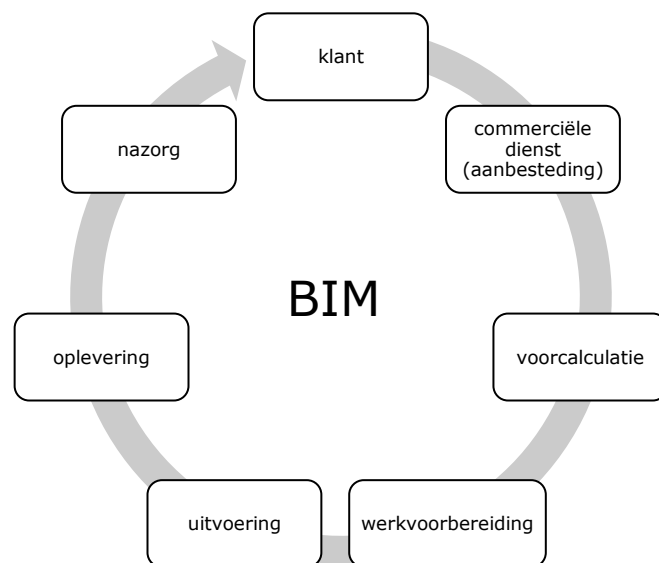 klant
commerciële
dienst
(aanbesteding)
voorcalculatie
werkvoorbereiding
uitvoering
oplevering
nazorg
BIM